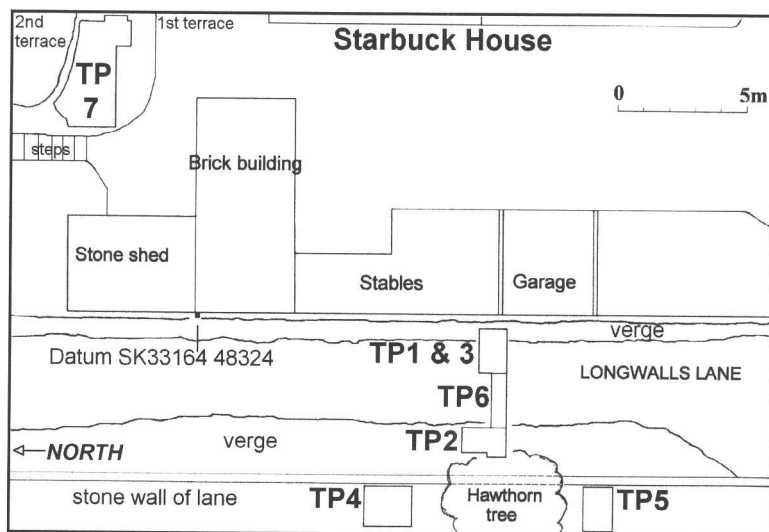 2nd
terrace
1st terrace
Starbuck House
TP
7
0 5m
steps
Brick building
Stone shed
Stables
Garage
verge
Datum SK33164 48324
TP1 & 3
LONGWALLS LANE
TP6
TP2
verge
NORTH
stone wall of lane
TP4
Hawthorn
tree
TP5